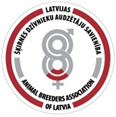 LATVIJAS
ŠĶIRNES DZĪVNIEKU AUDZĒTĀJU SAVIENĪBA
ANIMAL BREEDERS ASSOCIATION
OF LATVIA